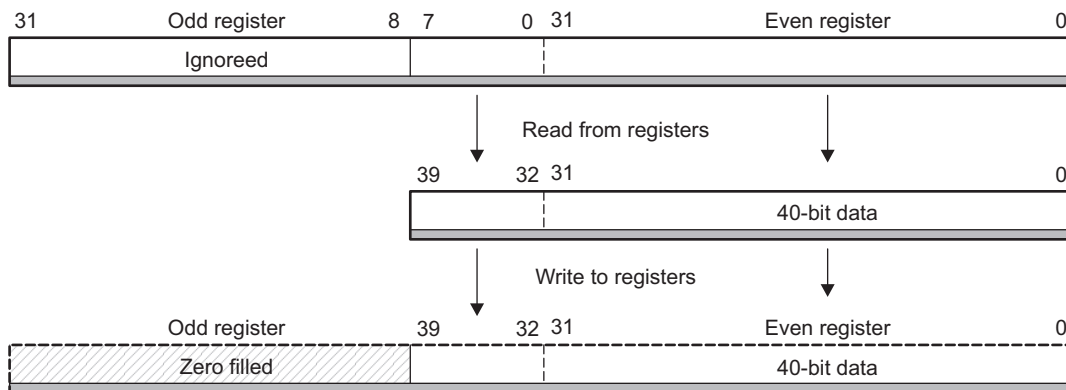 31 Odd register 8 7 0 31 Even register 0
Ignoreed
Read from registers
39 32 31 0
40-bit data
Write to registers
Odd register 39 32 31 Even register 0
Zero filled 40-bit data